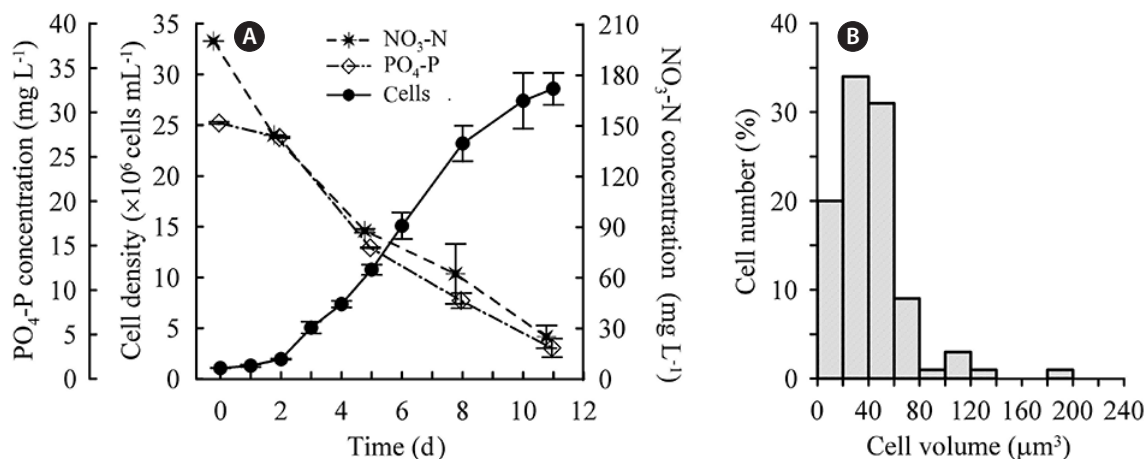 A
NO₃-N
PO₄-P
Cells
PO₄-P concentration (mg L⁻¹)
40
35
30
25
20
15
10
5
0
Cell density (×10⁶ cells mL⁻¹)
35
30
25
20
15
10
5
0
210
180
150
120
90
60
30
0
NO₃-N concentration
(mg L⁻¹)
0 2 4 6 8 10 12
Time (d)
B
Cell number (%)
40
30
20
10
0
0 40 80 120 160 200 240
Cell volume (μm³)